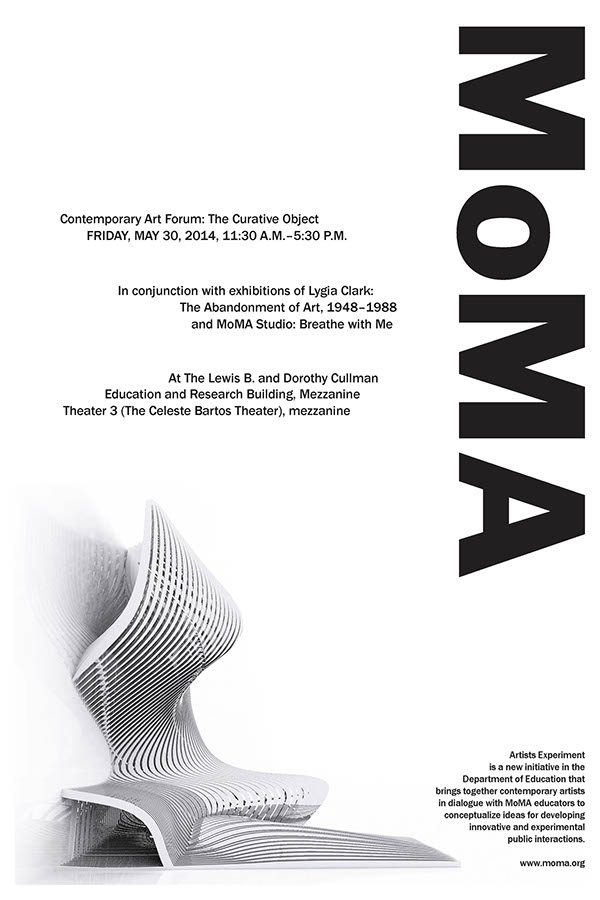 MoMA
Contemporary Art Forum: The Curative Object
FRIDAY, MAY 30, 2014, 11:30 A.M.–5:30 P.M.
In conjunction with exhibitions of Lygia Clark:
The Abandonment of Art, 1948–1988
and MoMA Studio: Breathe with Me
At The Lewis B. and Dorothy Cullman
Education and Research Building, Mezzanine
Theater 3 (The Celeste Bartos Theater), mezzanine
Artists Experiment
is a new initiative in the
Department of Education that
brings together contemporary artists
in dialogue with MoMA educators to
conceptualize ideas for developing
innovative and experimental
public interactions.
www.moma.org